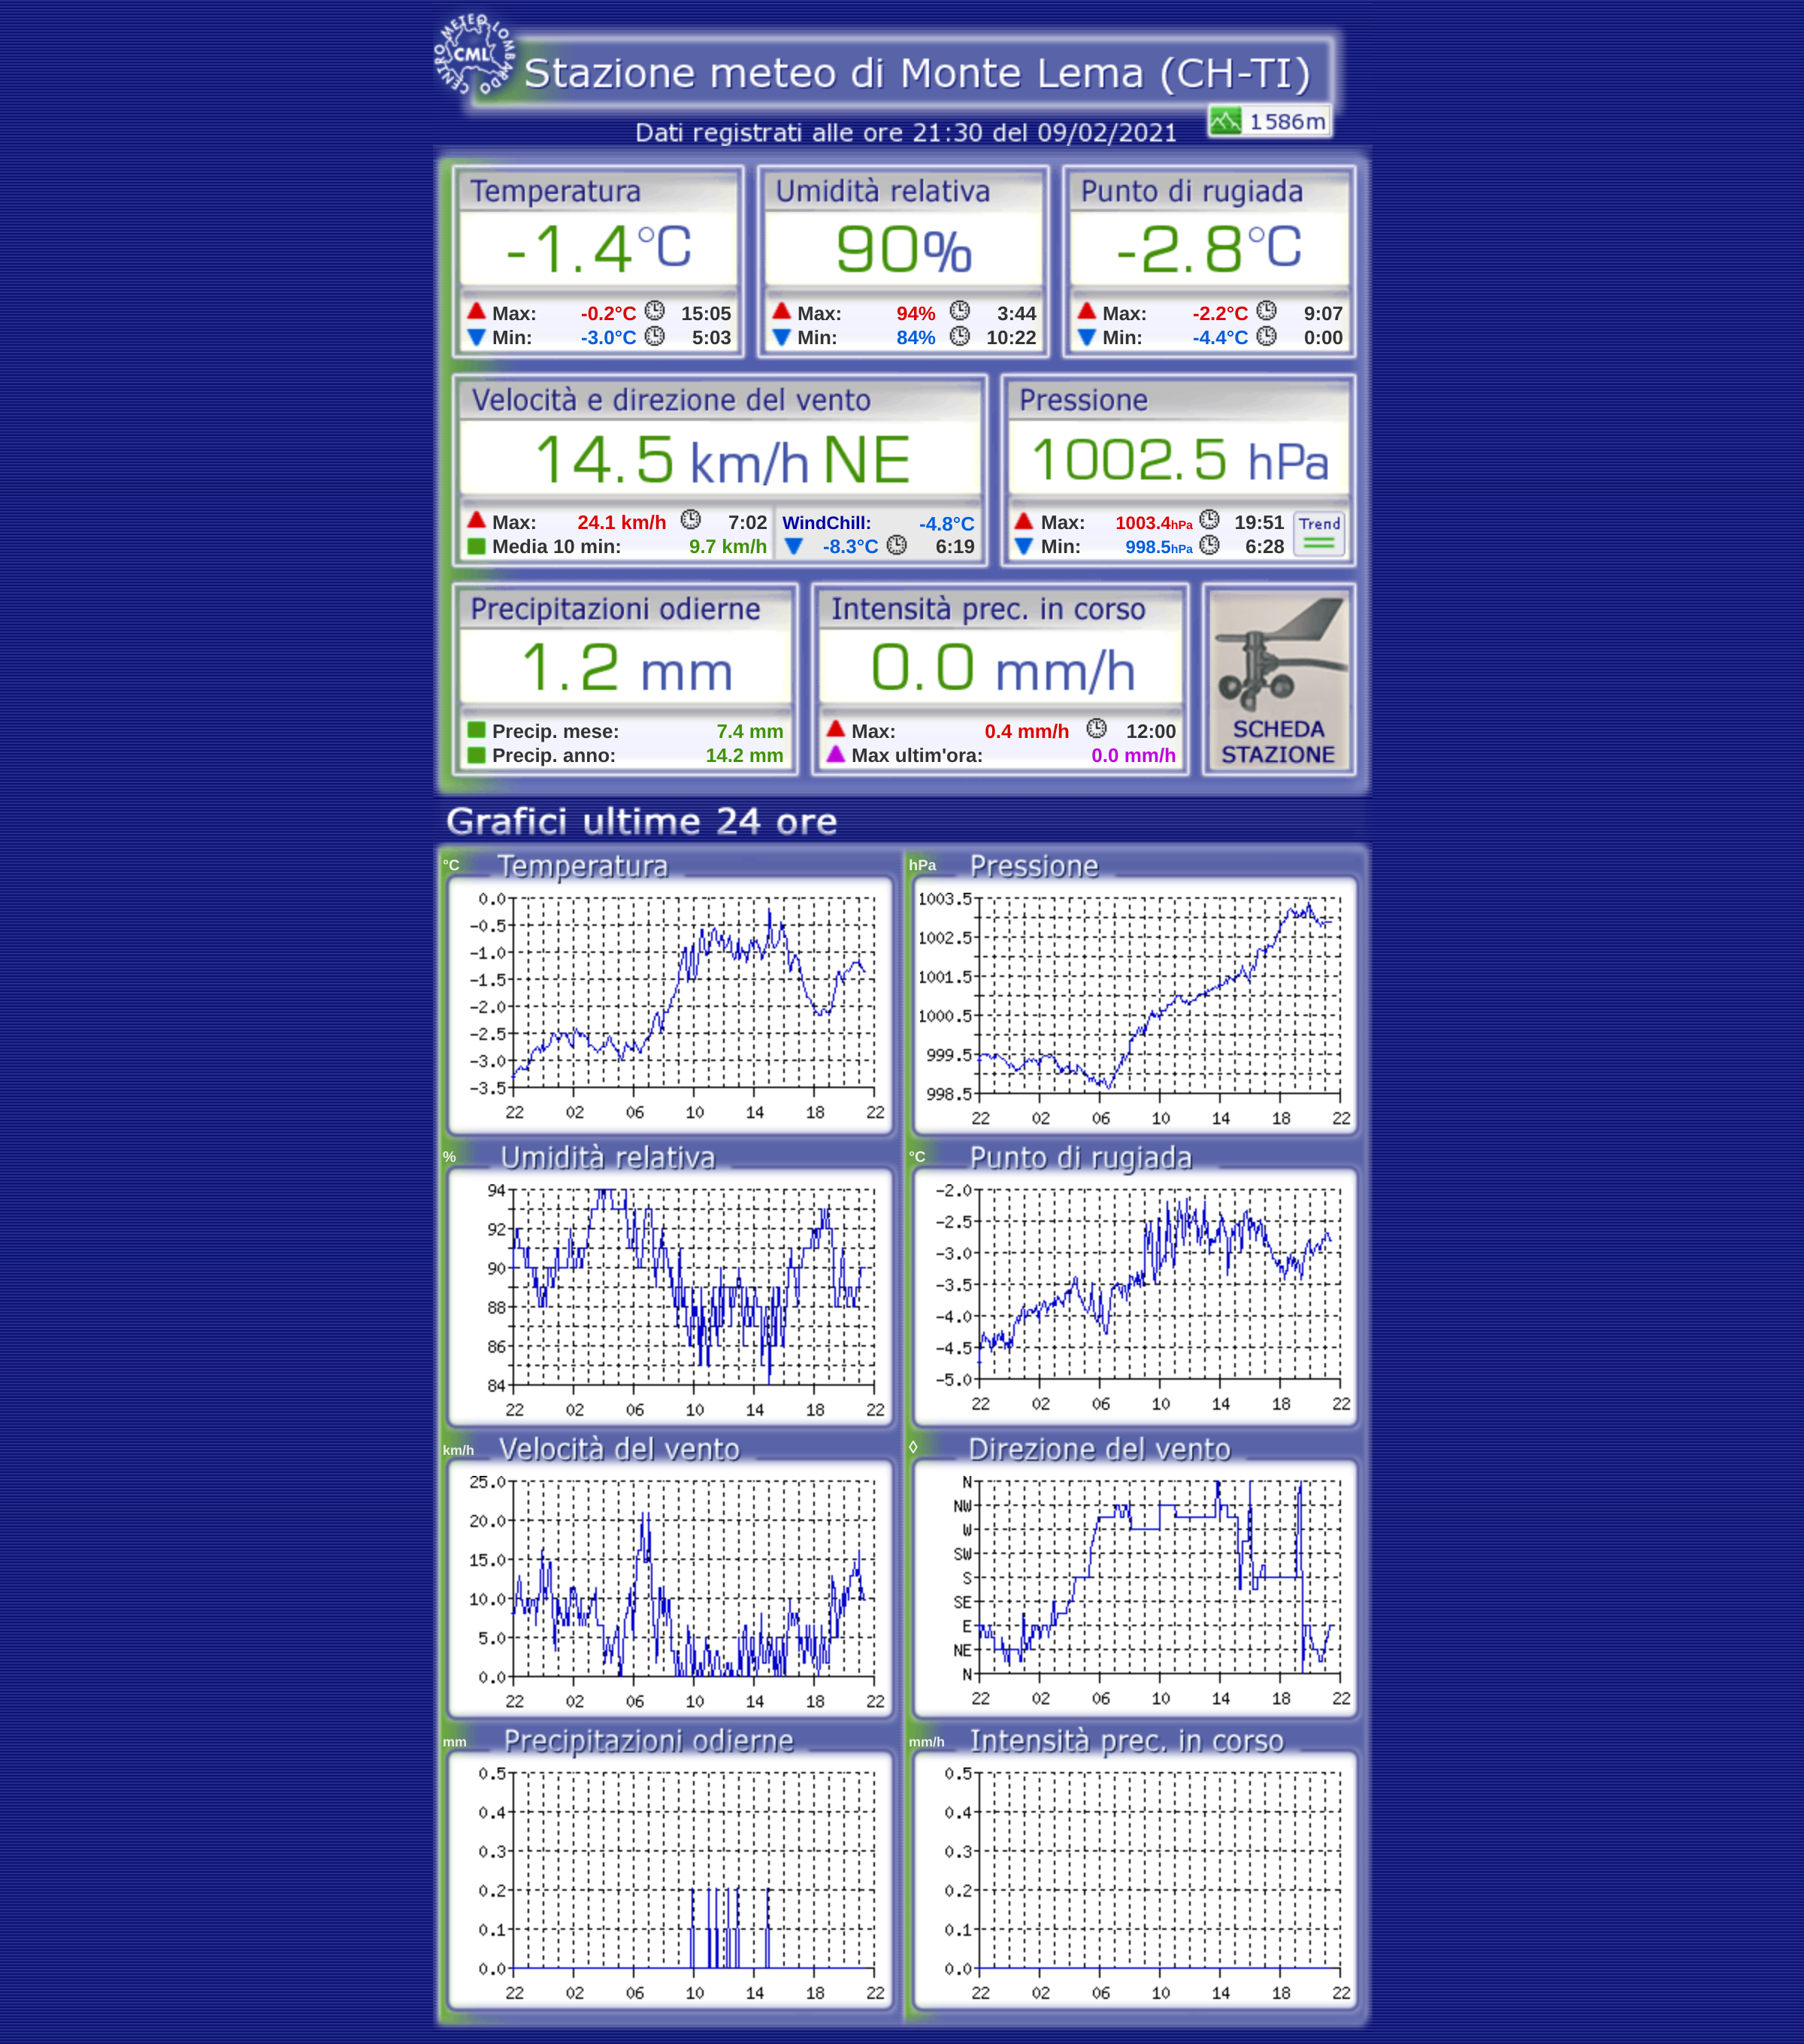 CENTRO METEO LOMBARDO
CML
Stazione meteo di Monte Lema (CH-TI)
1586m
Dati registrati alle ore 21:30 del 09/02/2021
Temperatura Umidità relativa Punto di rugiada
-1.4°C 90% -2.8°C
Max: -0.2°C 15:05 Max: 94% 3:44 Max: -2.2°C 9:07
Min: -3.0°C 5:03 Min: 84% 10:22 Min: -4.4°C 0:00
Velocità e direzione del vento Pressione
14.5 km/h NE 1002.5 hPa
Max: 24.1 km/h 7:02 WindChill: -4.8°C Max: 1003.4hPa 19:51 Trend
Media 10 min: 9.7 km/h -8.3°C 6:19 Min: 998.5hPa 6:28
Precipitazioni odierne Intensità prec. in corso
1.2 mm 0.0 mm/h
Precip. mese: 7.4 mm Max: 0.4 mm/h 12:00 SCHEDA
Precip. anno: 14.2 mm Max ultim'ora: 0.0 mm/h STAZIONE
Grafici ultime 24 ore
°C Temperatura
0.0
-0.5
-1.0
-1.5
-2.0
-2.5
-3.0
-3.5
22 02 06 10 14 18 22
hPa Pressione
1003.5
1002.5
1001.5
1000.5
999.5
998.5
22 02 06 10 14 18 22
% Umidità relativa
94
92
90
88
86
84
22 02 06 10 14 18 22
°C Punto di rugiada
-2.0
-2.5
-3.0
-3.5
-4.0
-4.5
-5.0
22 02 06 10 14 18 22
km/h Velocità del vento
25.0
20.0
15.0
10.0
5.0
0.0
22 02 06 10 14 18 22
◊ Direzione del vento
N
NW
W
SW
S
SE
E
NE
N
22 02 06 10 14 18 22
mm Precipitazioni odierne
0.5
0.4
0.3
0.2
0.1
0.0
22 02 06 10 14 18 22
mm/h Intensità prec. in corso
0.5
0.4
0.3
0.2
0.1
0.0
22 02 06 10 14 18 22